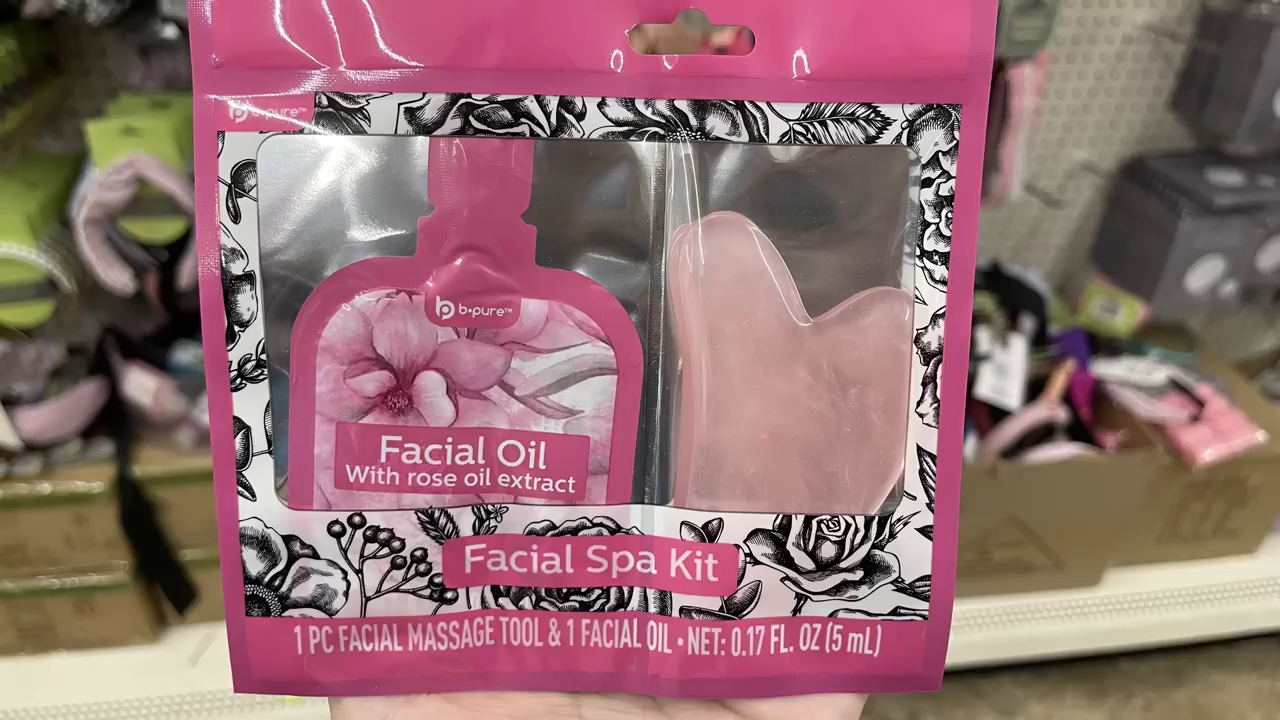 b•pure™
b•pure™
Facial Oil
With rose oil extract
Facial Spa Kit
1 PC FACIAL MASSAGE TOOL & 1 FACIAL OIL • NET: 0.17 FL. OZ (5 mL)